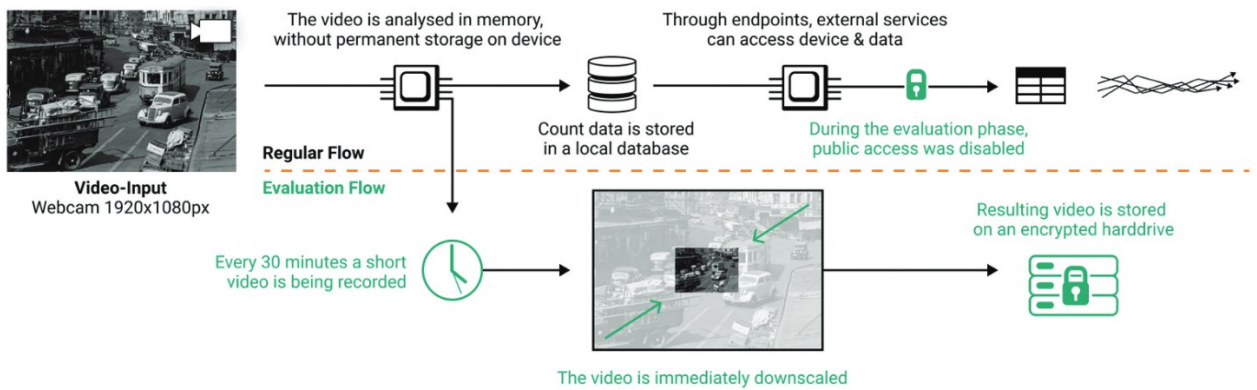 The video is analysed in memory,
without permanent storage on device
Through endpoints, external services
can access device & data
Count data is stored
in a local database
During the evaluation phase,
public access was disabled
Regular Flow
Evaluation Flow
Video-Input
Webcam 1920x1080px
Every 30 minutes a short
video is being recorded
Resulting video is stored
on an encrypted harddrive
The video is immediately downscaled